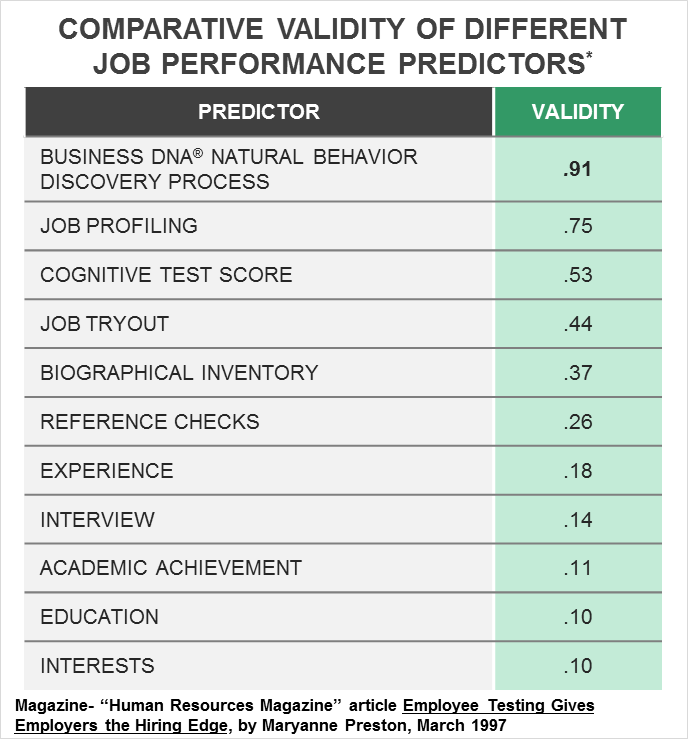 COMPARATIVE VALIDITY OF DIFFERENT
JOB PERFORMANCE PREDICTORS*
PREDICTOR VALIDITY
BUSINESS DNA® NATURAL BEHAVIOR
DISCOVERY PROCESS .91
JOB PROFILING .75
COGNITIVE TEST SCORE .53
JOB TRYOUT .44
BIOGRAPHICAL INVENTORY .37
REFERENCE CHECKS .26
EXPERIENCE .18
INTERVIEW .14
ACADEMIC ACHIEVEMENT .11
EDUCATION .10
INTERESTS .10
Magazine- “Human Resources Magazine” article Employee Testing Gives
Employers the Hiring Edge, by Maryanne Preston, March 1997